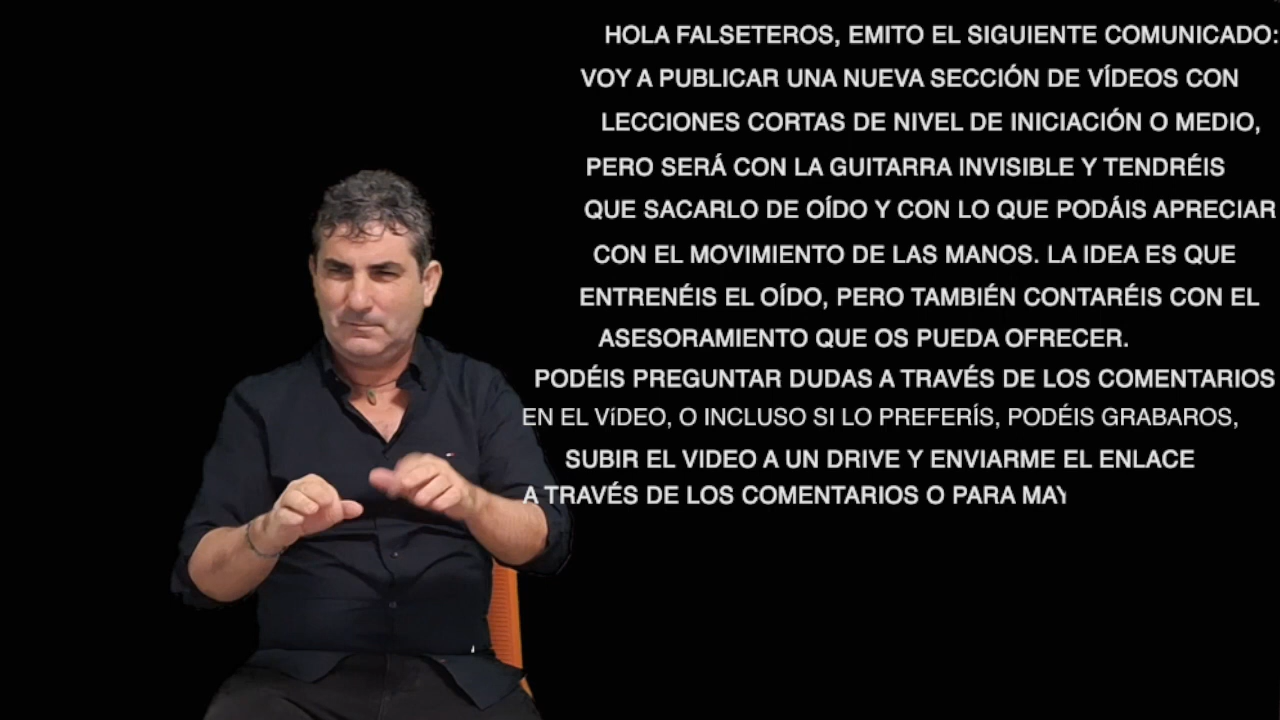 HOLA FALSETEROS, EMITO EL SIGUIENTE COMUNICADO:
VOY A PUBLICAR UNA NUEVA SECCIÓN DE VÍDEOS CON
LECCIONES CORTAS DE NIVEL DE INICIACIÓN O MEDIO,
PERO SERÁ CON LA GUITARRA INVISIBLE Y TENDRÉIS
QUE SACARLO DE OÍDO Y CON LO QUE PODÁIS APRECIAR
CON EL MOVIMIENTO DE LAS MANOS. LA IDEA ES QUE
ENTRENÉIS EL OÍDO, PERO TAMBIÉN CONTARÉIS CON EL
ASESORAMIENTO QUE OS PUEDA OFRECER.
PODÉIS PREGUNTAR DUDAS A TRAVÉS DE LOS COMENTARIOS
EN EL VíDEO, O INCLUSO SI LO PREFERÍS, PODÉIS GRABAROS,
SUBIR EL VIDEO A UN DRIVE Y ENVIARME EL ENLACE
A TRAVÉS DE LOS COMENTARIOS O PARA MAY